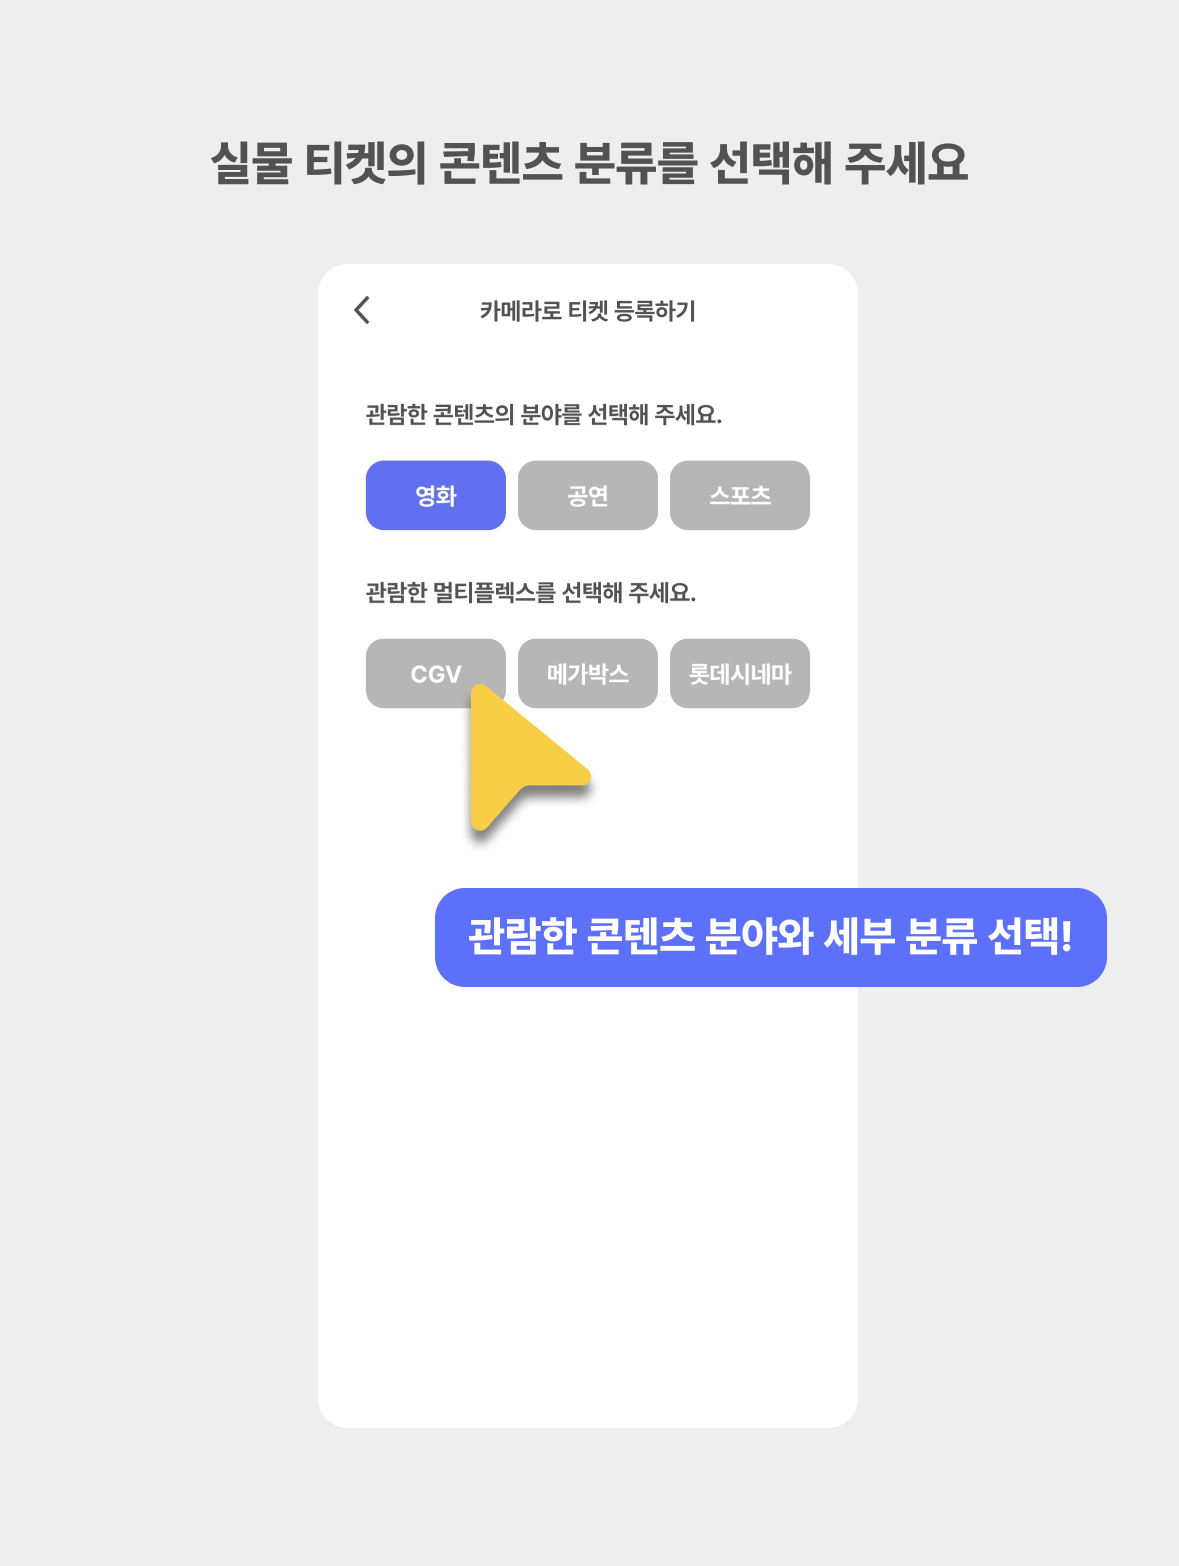 실물 티켓의 콘텐츠 분류를 선택해 주세요
카메라로 티켓 등록하기
관람한 콘텐츠의 분야를 선택해 주세요.
영화 공연 스포츠
관람한 멀티플렉스를 선택해 주세요.
CGV 메가박스 롯데시네마
관람한 콘텐츠 분야와 세부 분류 선택!